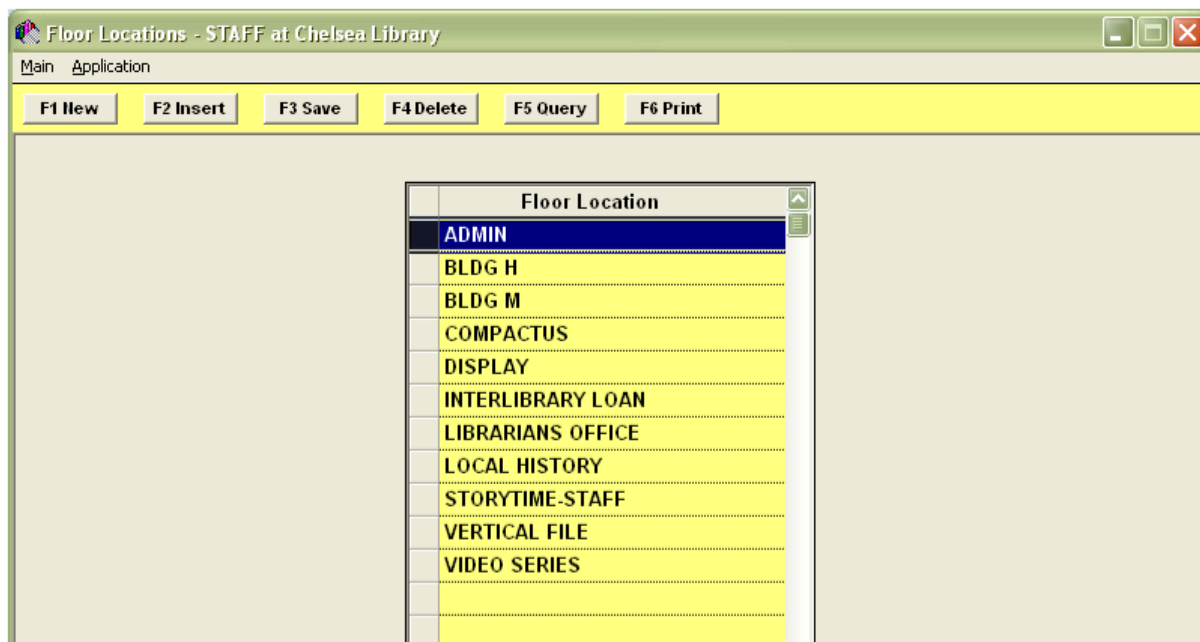 Floor Locations - STAFF at Chelsea Library
Main Application
F1 New F2 Insert F3 Save F4 Delete F5 Query F6 Print
Floor Location
ADMIN
BLDG H
BLDG M
COMPACTUS
DISPLAY
INTERLIBRARY LOAN
LIBRARIANS OFFICE
LOCAL HISTORY
STORYTIME-STAFF
VERTICAL FILE
VIDEO SERIES